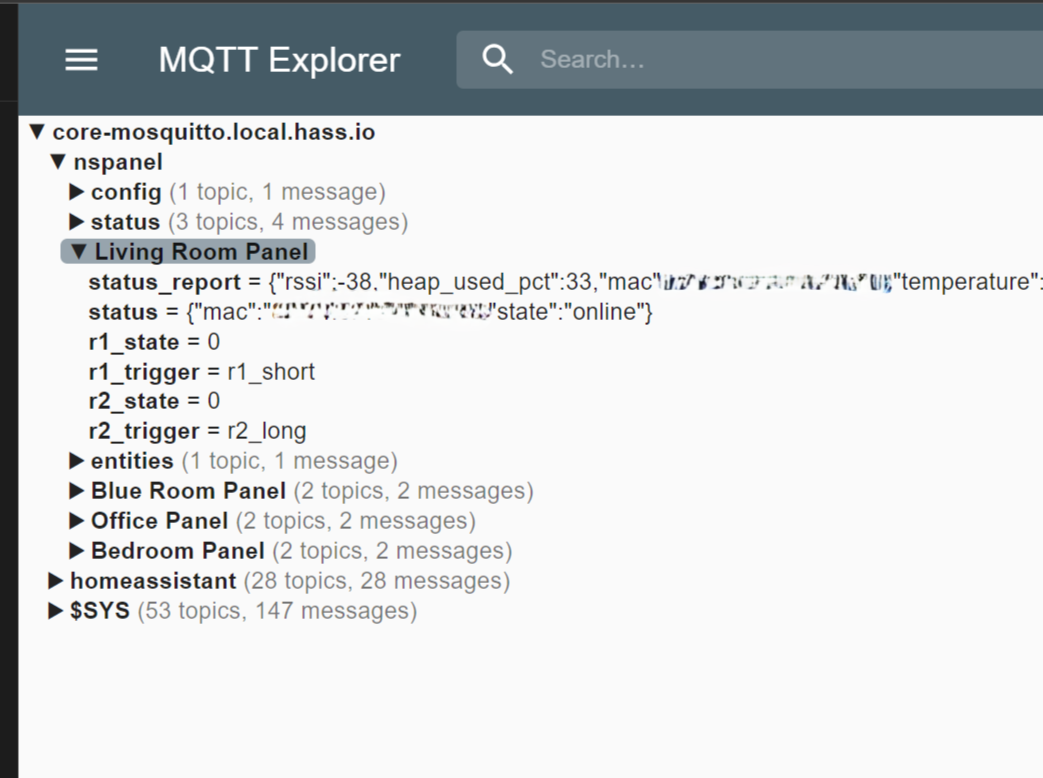 MQTT Explorer
Search...
core-mosquitto.local.hass.io
nspanel
config (1 topic, 1 message)
status (3 topics, 4 messages)
Living Room Panel
status_report = {"rssi":-38,"heap_used_pct":33,"mac" "temperature":
status = {"mac":" "state":"online"}
r1_state = 0
r1_trigger = r1_short
r2_state = 0
r2_trigger = r2_long
entities (1 topic, 1 message)
Blue Room Panel (2 topics, 2 messages)
Office Panel (2 topics, 2 messages)
Bedroom Panel (2 topics, 2 messages)
homeassistant (28 topics, 28 messages)
$SYS (53 topics, 147 messages)